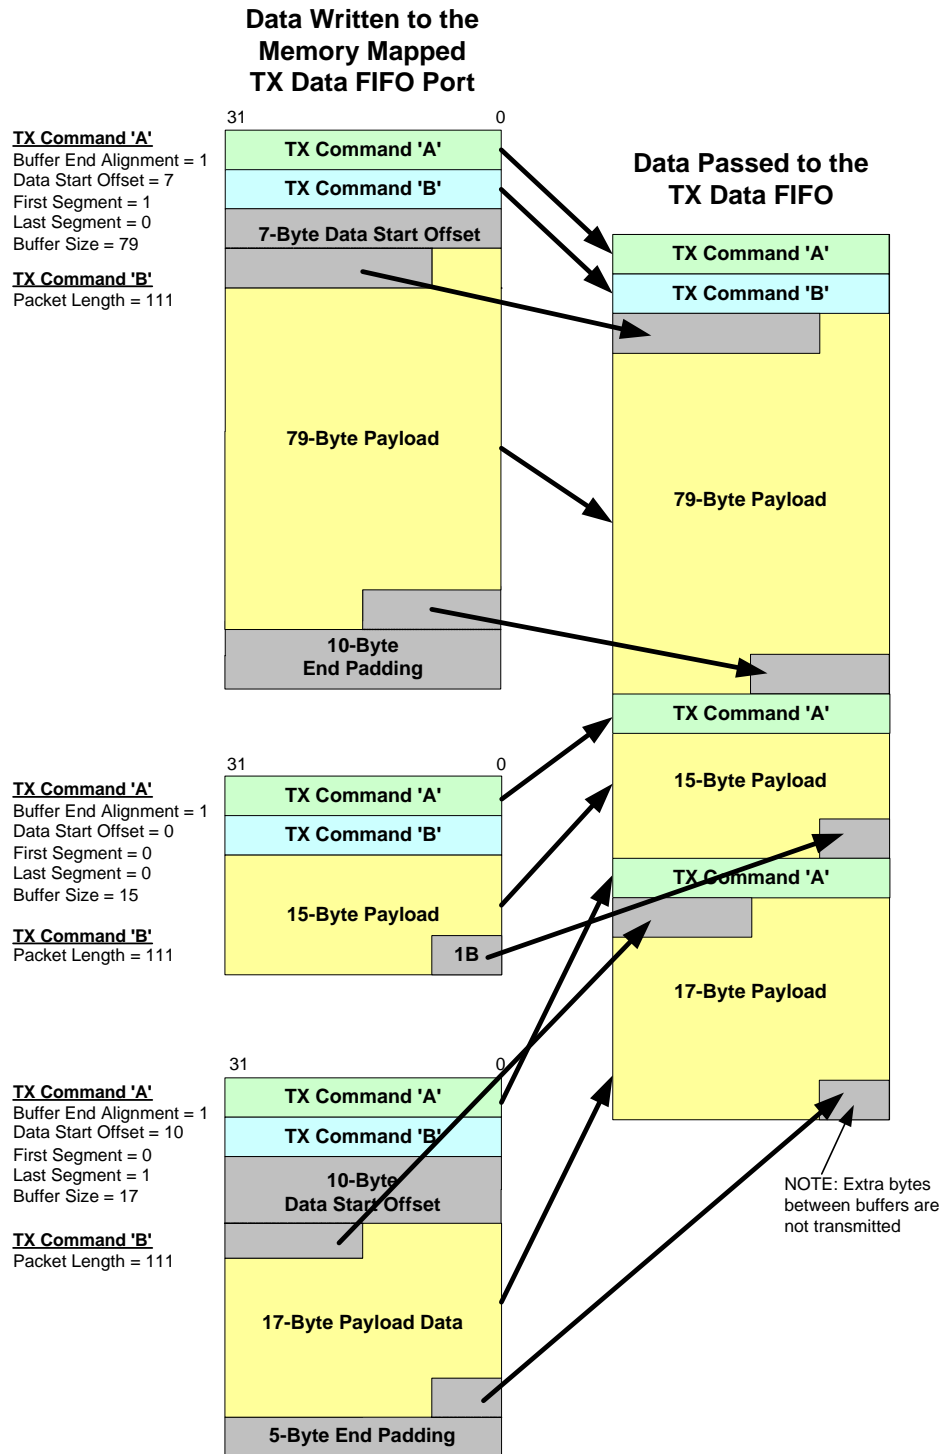 Data Written to the
Memory Mapped
TX Data FIFO Port
31 0
TX Command 'A'
Buffer End Alignment = 1
Data Start Offset = 7
First Segment = 1
Last Segment = 0
Buffer Size = 79
TX Command 'B'
Packet Length = 111
TX Command 'A'
TX Command 'B'
7-Byte Data Start Offset
79-Byte Payload
10-Byte
End Padding
Data Passed to the
TX Data FIFO
TX Command 'A'
TX Command 'B'
79-Byte Payload
TX Command 'A'
15-Byte Payload
TX Command 'A'
17-Byte Payload
NOTE: Extra bytes
between buffers are
not transmitted
31 0
TX Command 'A'
Buffer End Alignment = 1
Data Start Offset = 0
First Segment = 0
Last Segment = 0
Buffer Size = 15
TX Command 'B'
Packet Length = 111
TX Command 'A'
TX Command 'B'
15-Byte Payload
1B
31 0
TX Command 'A'
Buffer End Alignment = 1
Data Start Offset = 10
First Segment = 0
Last Segment = 1
Buffer Size = 17
TX Command 'B'
Packet Length = 111
TX Command 'A'
TX Command 'B'
10-Byte
Data Start Offset
17-Byte Payload Data
5-Byte End Padding